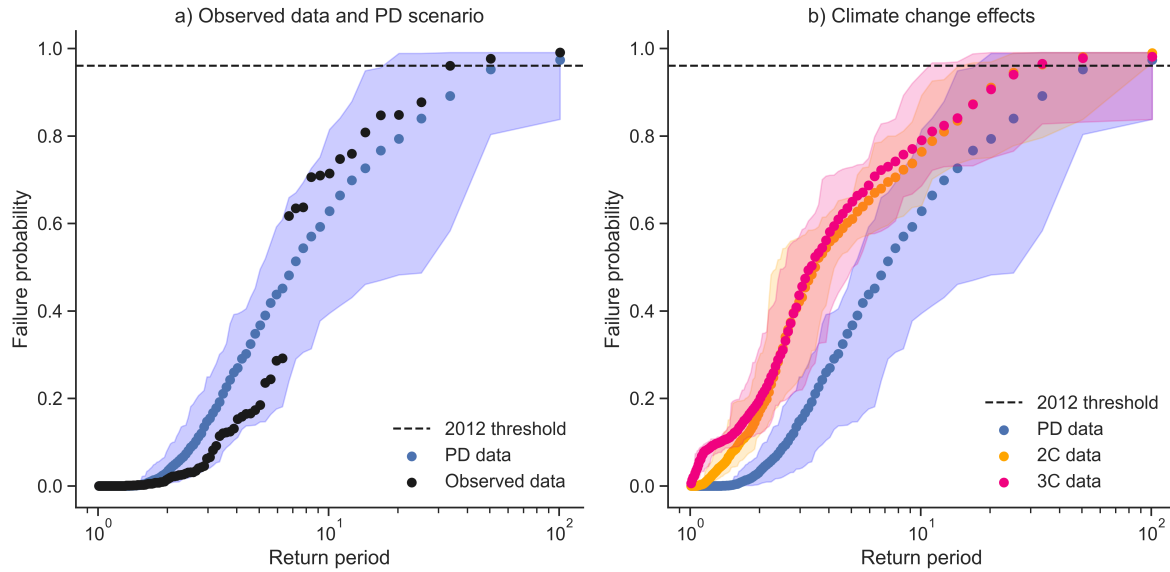 a) Observed data and PD scenario
1.0
0.8
0.6
0.4
0.2
0.0
Failure probability
2012 threshold
PD data
Observed data
10^0
10^1
10^2
Return period
b) Climate change effects
1.0
0.8
0.6
0.4
0.2
0.0
Failure probability
2012 threshold
PD data
2C data
3C data
10^0
10^1
10^2
Return period